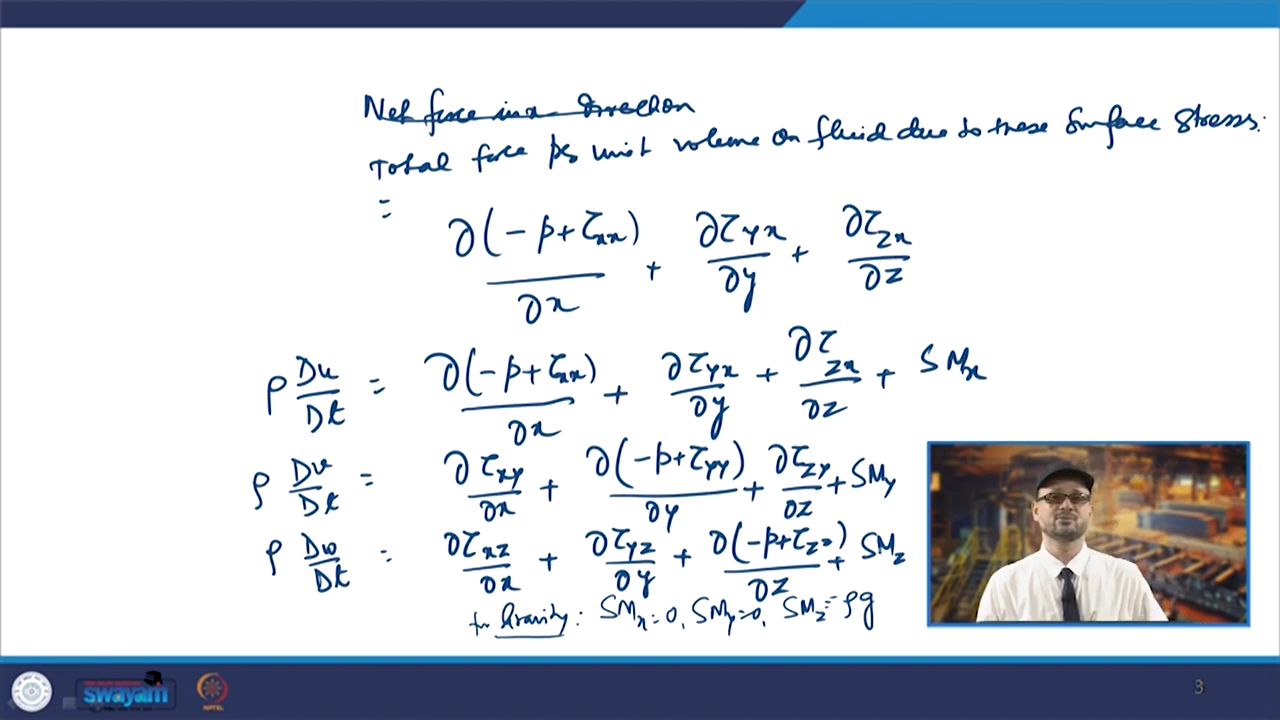 Net force in x- Direction
Total force per unit volume on fluid due to these Surface Stresses.
=
∂(-p+τxx)/∂x + ∂τyx/∂y + ∂τzx/∂z
ρ Du/Dt = ∂(-p+τxx)/∂x + ∂τyx/∂y + ∂τzx/∂z + SMx
ρ Dv/Dt = ∂τxy/∂x + ∂(-p+τyy)/∂y + ∂τzy/∂z + SMy
ρ Dw/Dt = ∂τxz/∂x + ∂τyz/∂y + ∂(-p+τzz)/∂z + SMz
for Gravity: SMx=0, SMy=0, SMz=ρg
swayam
NPTEL
3